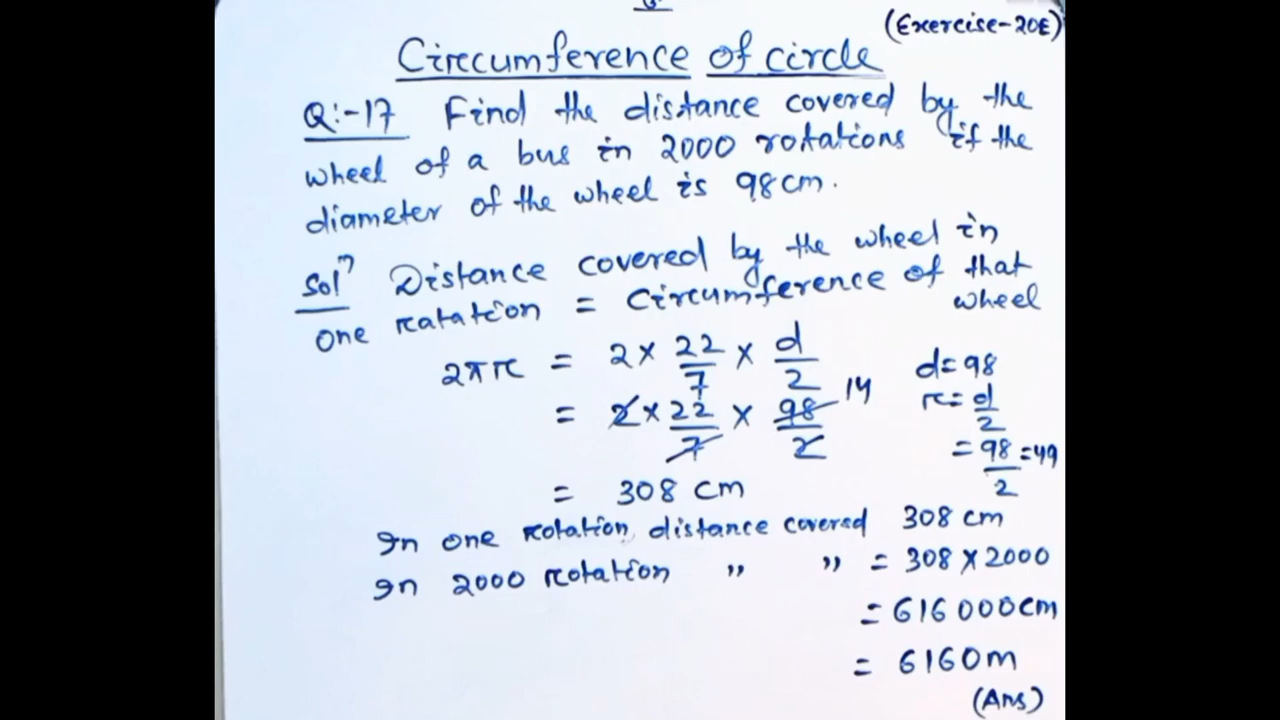 (Exercise-20E)
Circumference of circle
Q:-17 Find the distance covered by the
wheel of a bus in 2000 rotations if the
diameter of the wheel is 98cm.
Solⁿ Distance covered by the wheel in
one ratation = Circumference of that
wheel
2πr = 2 × 22/7 × d/2
= 2 × 22/7 × 98/2 14
= 308 cm
d=98
r=d/2
=98/2=49
In one rotation distance covered 308 cm
In 2000 rotation " " = 308 × 2000
= 616000cm
= 6160m
(Ans)